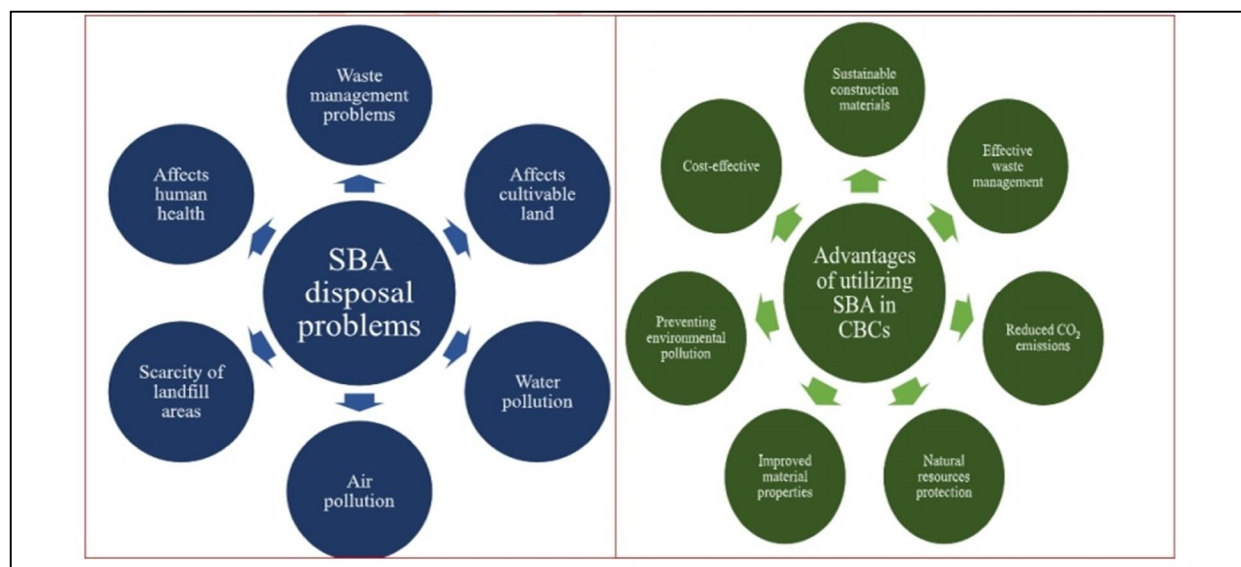 SBA
disposal
problems
Waste
management
problems
Affects
cultivable
land
Water
pollution
Air
pollution
Scarcity of
landfill
areas
Affects
human
health
Advantages
of utilizing
SBA in
CBCs
Sustainable
construction
materials
Effective
waste
management
Reduced CO₂
emissions
Natural
resources
protection
Improved
material
properties
Preventing
environmental
pollution
Cost-effective